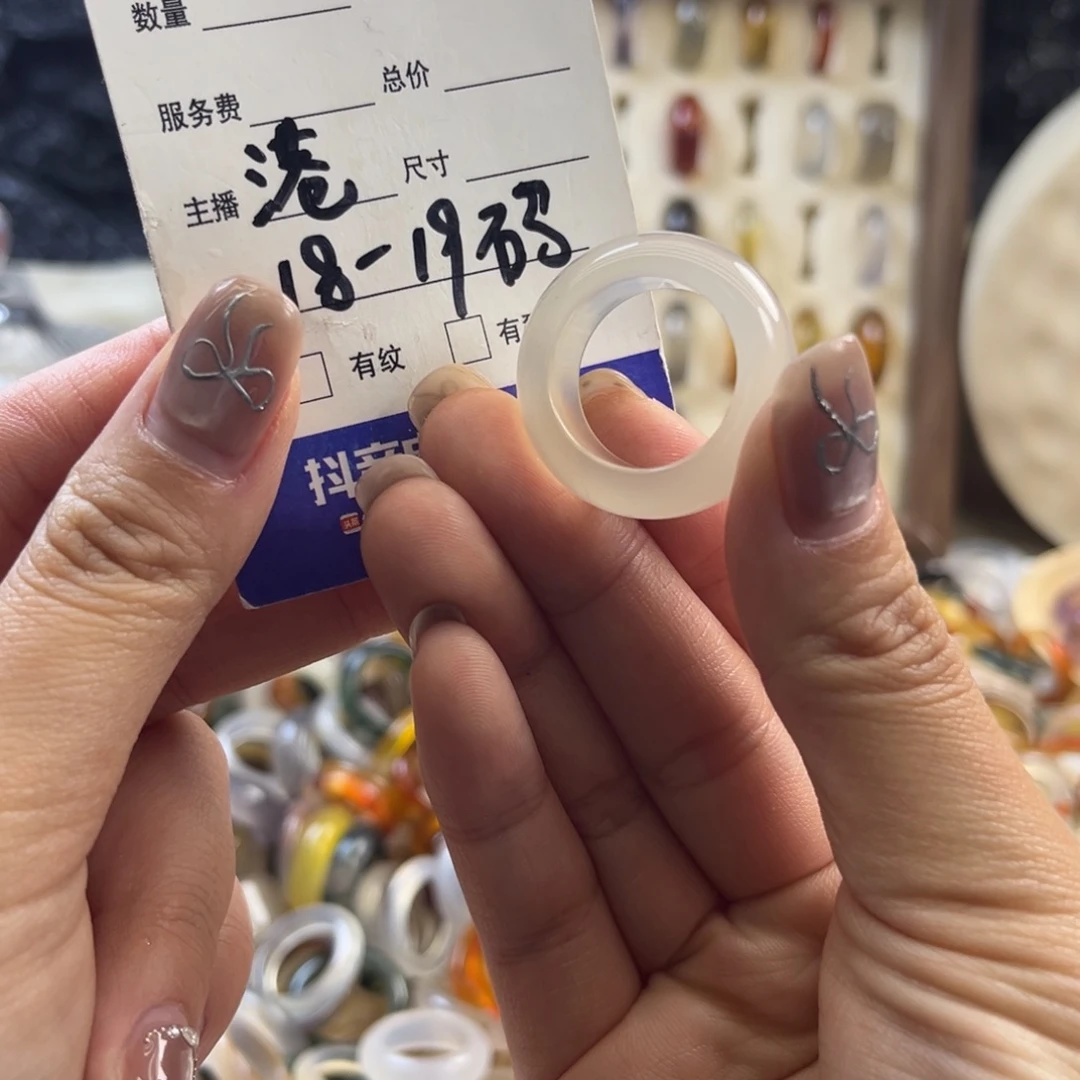 数量
服务费 总价
主播 港 尺寸
18-19码
有纹
抖音